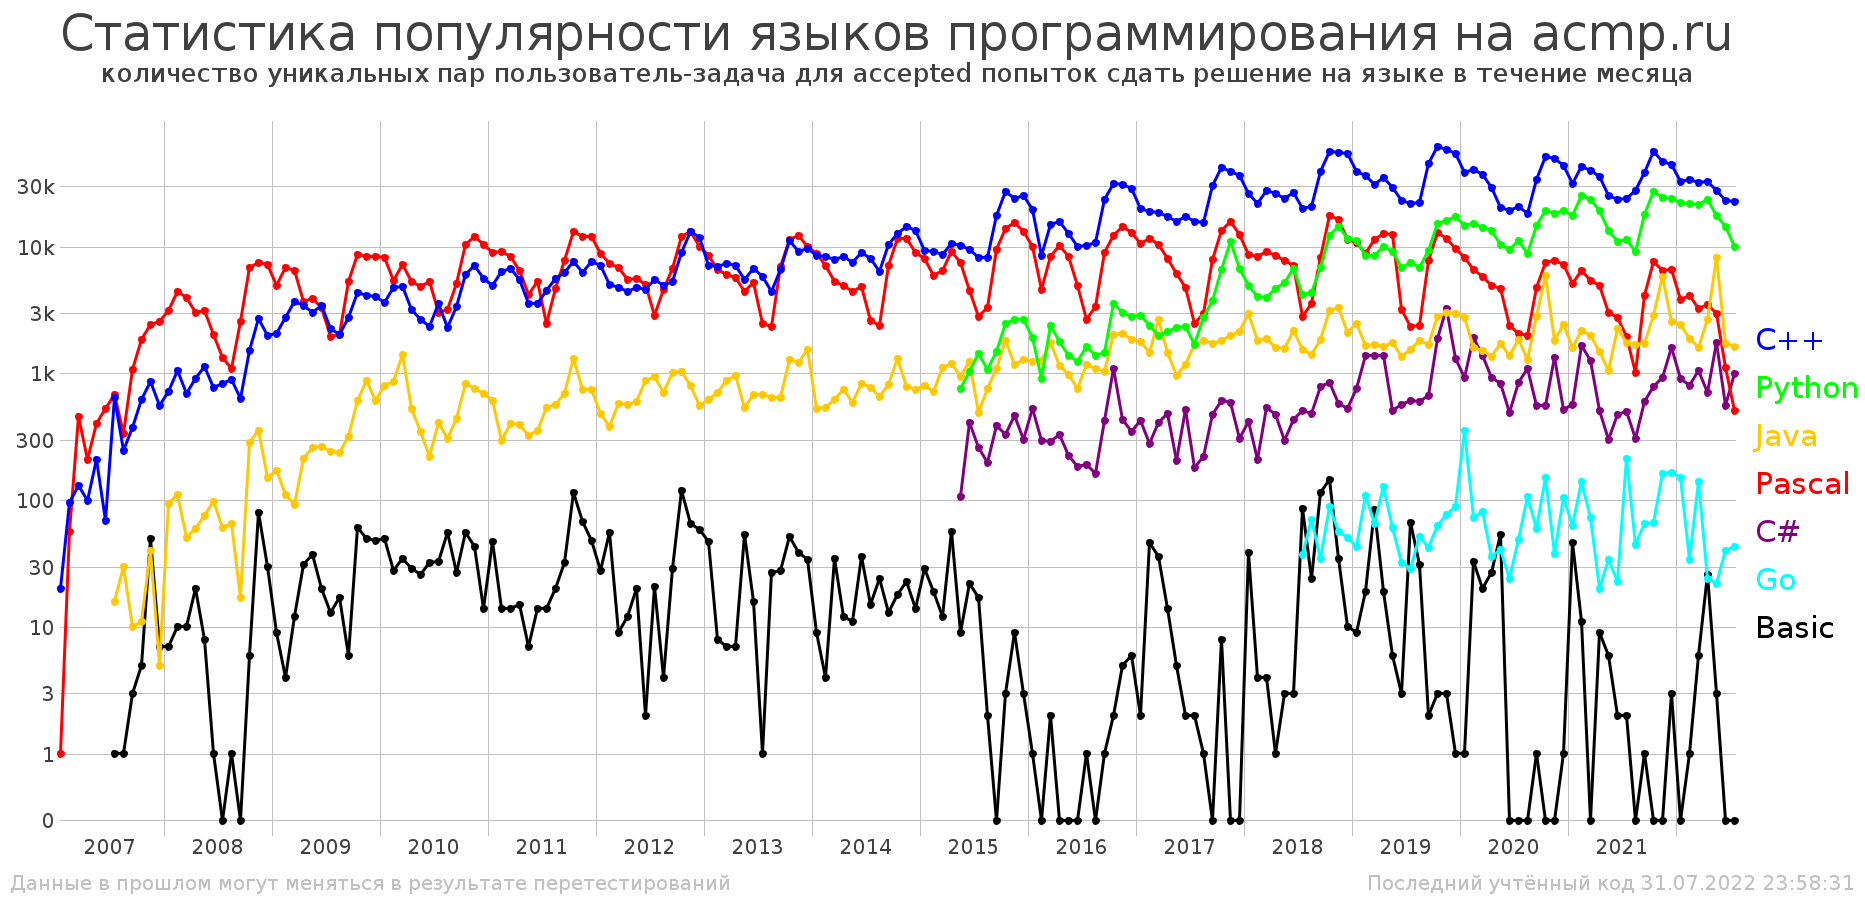 Статистика популярности языков программирования на acmp.ru
количество уникальных пар пользователь-задача для accepted попыток сдать решение на языке в течение месяца
30k
10k
3k
1k
300
100
30
10
3
1
0
C++
Python
Java
Pascal
C#
Go
Basic
2007 2008 2009 2010 2011 2012 2013 2014 2015 2016 2017 2018 2019 2020 2021
Данные в прошлом могут меняться в результате перетестирований
Последний учтённый код 31.07.2022 23:58:31